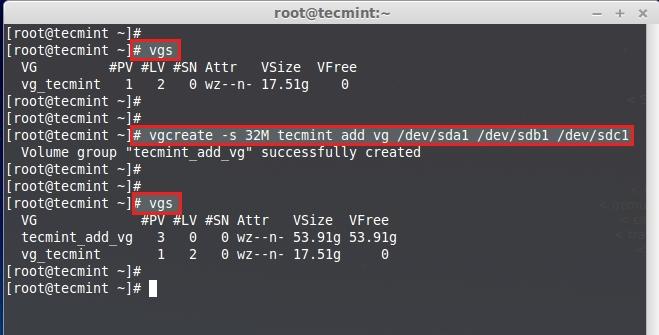 root@tecmint:~
[root@tecmint ~]#
[root@tecmint ~]# vgs
VG #PV #LV #SN Attr VSize VFree
vg_tecmint 1 2 0 wz--n- 17.51g 0
[root@tecmint ~]#
[root@tecmint ~]#
[root@tecmint ~]# vgcreate -s 32M tecmint add vg /dev/sda1 /dev/sdb1 /dev/sdc1
Volume group "tecmint_add_vg" successfully created
[root@tecmint ~]#
[root@tecmint ~]#
[root@tecmint ~]# vgs
VG #PV #LV #SN Attr VSize VFree
tecmint_add_vg 3 0 0 wz--n- 53.91g 53.91g
vg_tecmint 1 2 0 wz--n- 17.51g 0
[root@tecmint ~]#
[root@tecmint ~]#